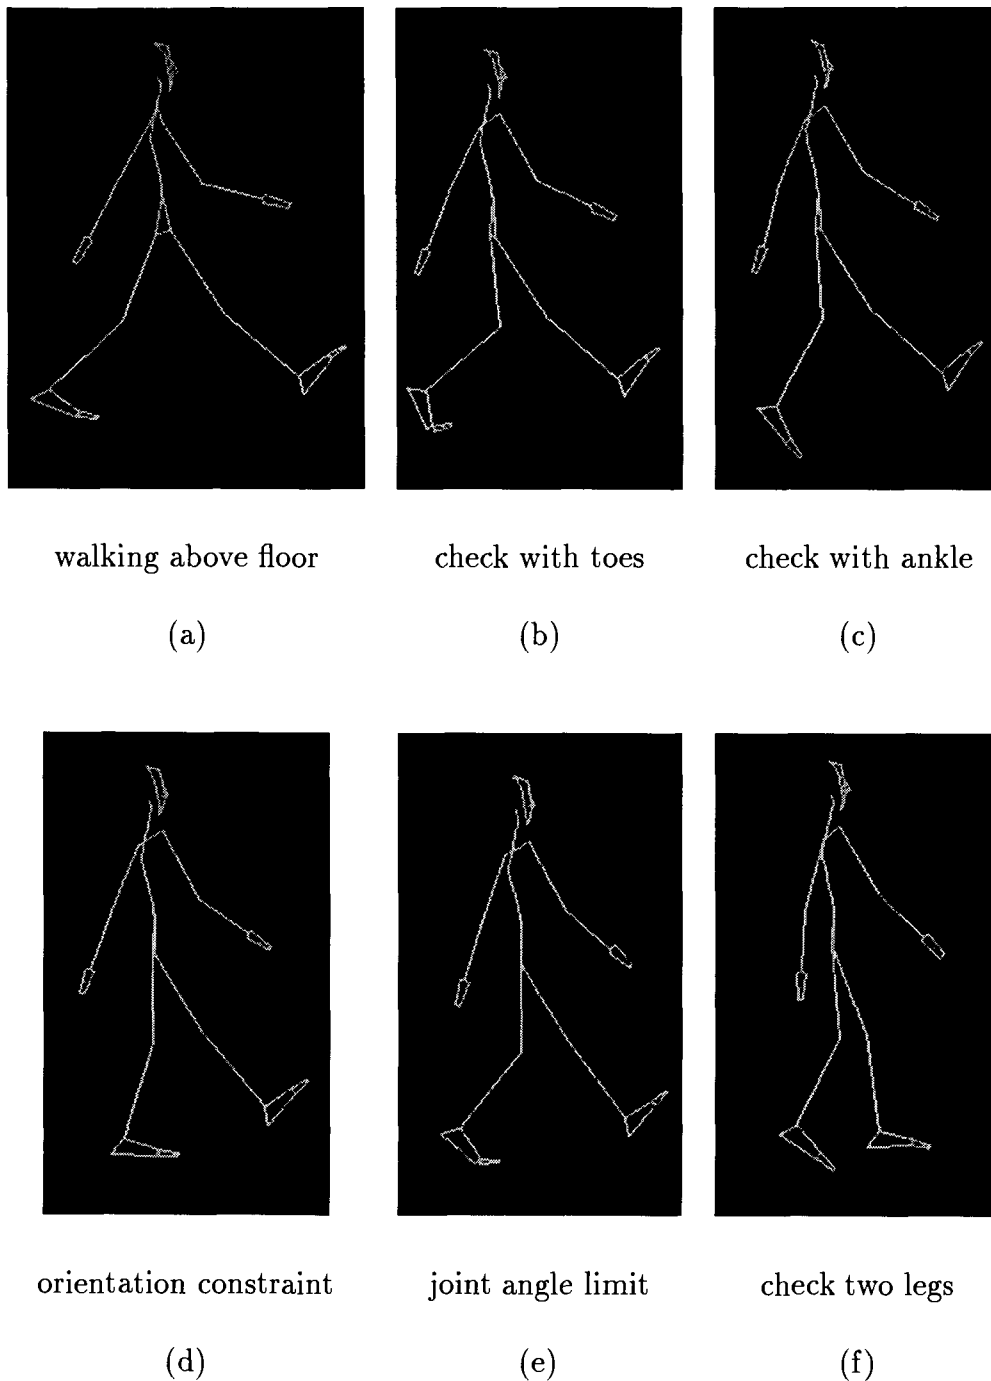 walking above floor check with toes check with ankle
(a) (b) (c)
orientation constraint joint angle limit check two legs
(d) (e) (f)